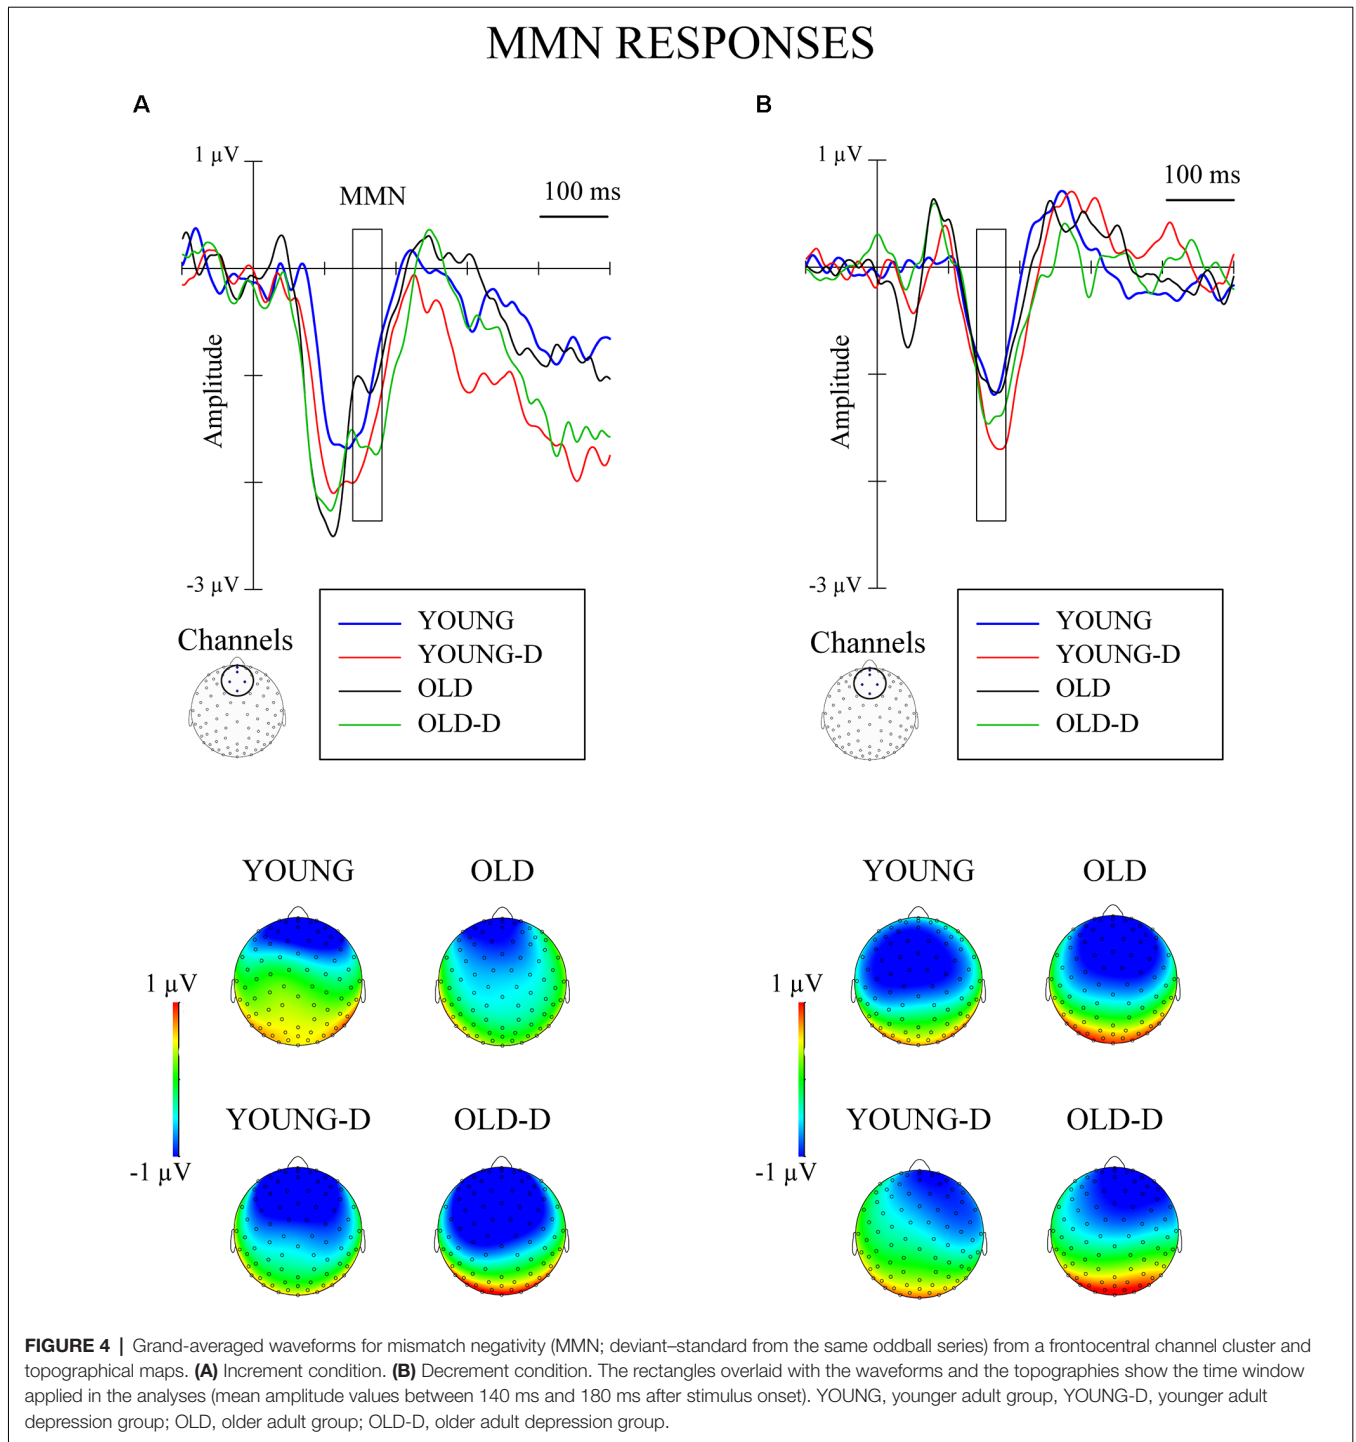 MMN RESPONSES
A
1 µV
MMN
100 ms
Amplitude
-3 µV
Channels
YOUNG
YOUNG-D
OLD
OLD-D
B
1 µV
100 ms
Amplitude
-3 µV
Channels
YOUNG
YOUNG-D
OLD
OLD-D
YOUNG
OLD
1 µV
-1 µV
YOUNG-D
OLD-D
YOUNG
OLD
1 µV
-1 µV
YOUNG-D
OLD-D
FIGURE 4 | Grand-averaged waveforms for mismatch negativity (MMN; deviant–standard from the same oddball series) from a frontocentral channel cluster and
topographical maps. (A) Increment condition. (B) Decrement condition. The rectangles overlaid with the waveforms and the topographies show the time window
applied in the analyses (mean amplitude values between 140 ms and 180 ms after stimulus onset). YOUNG, younger adult group, YOUNG-D, younger adult
depression group; OLD, older adult group; OLD-D, older adult depression group.